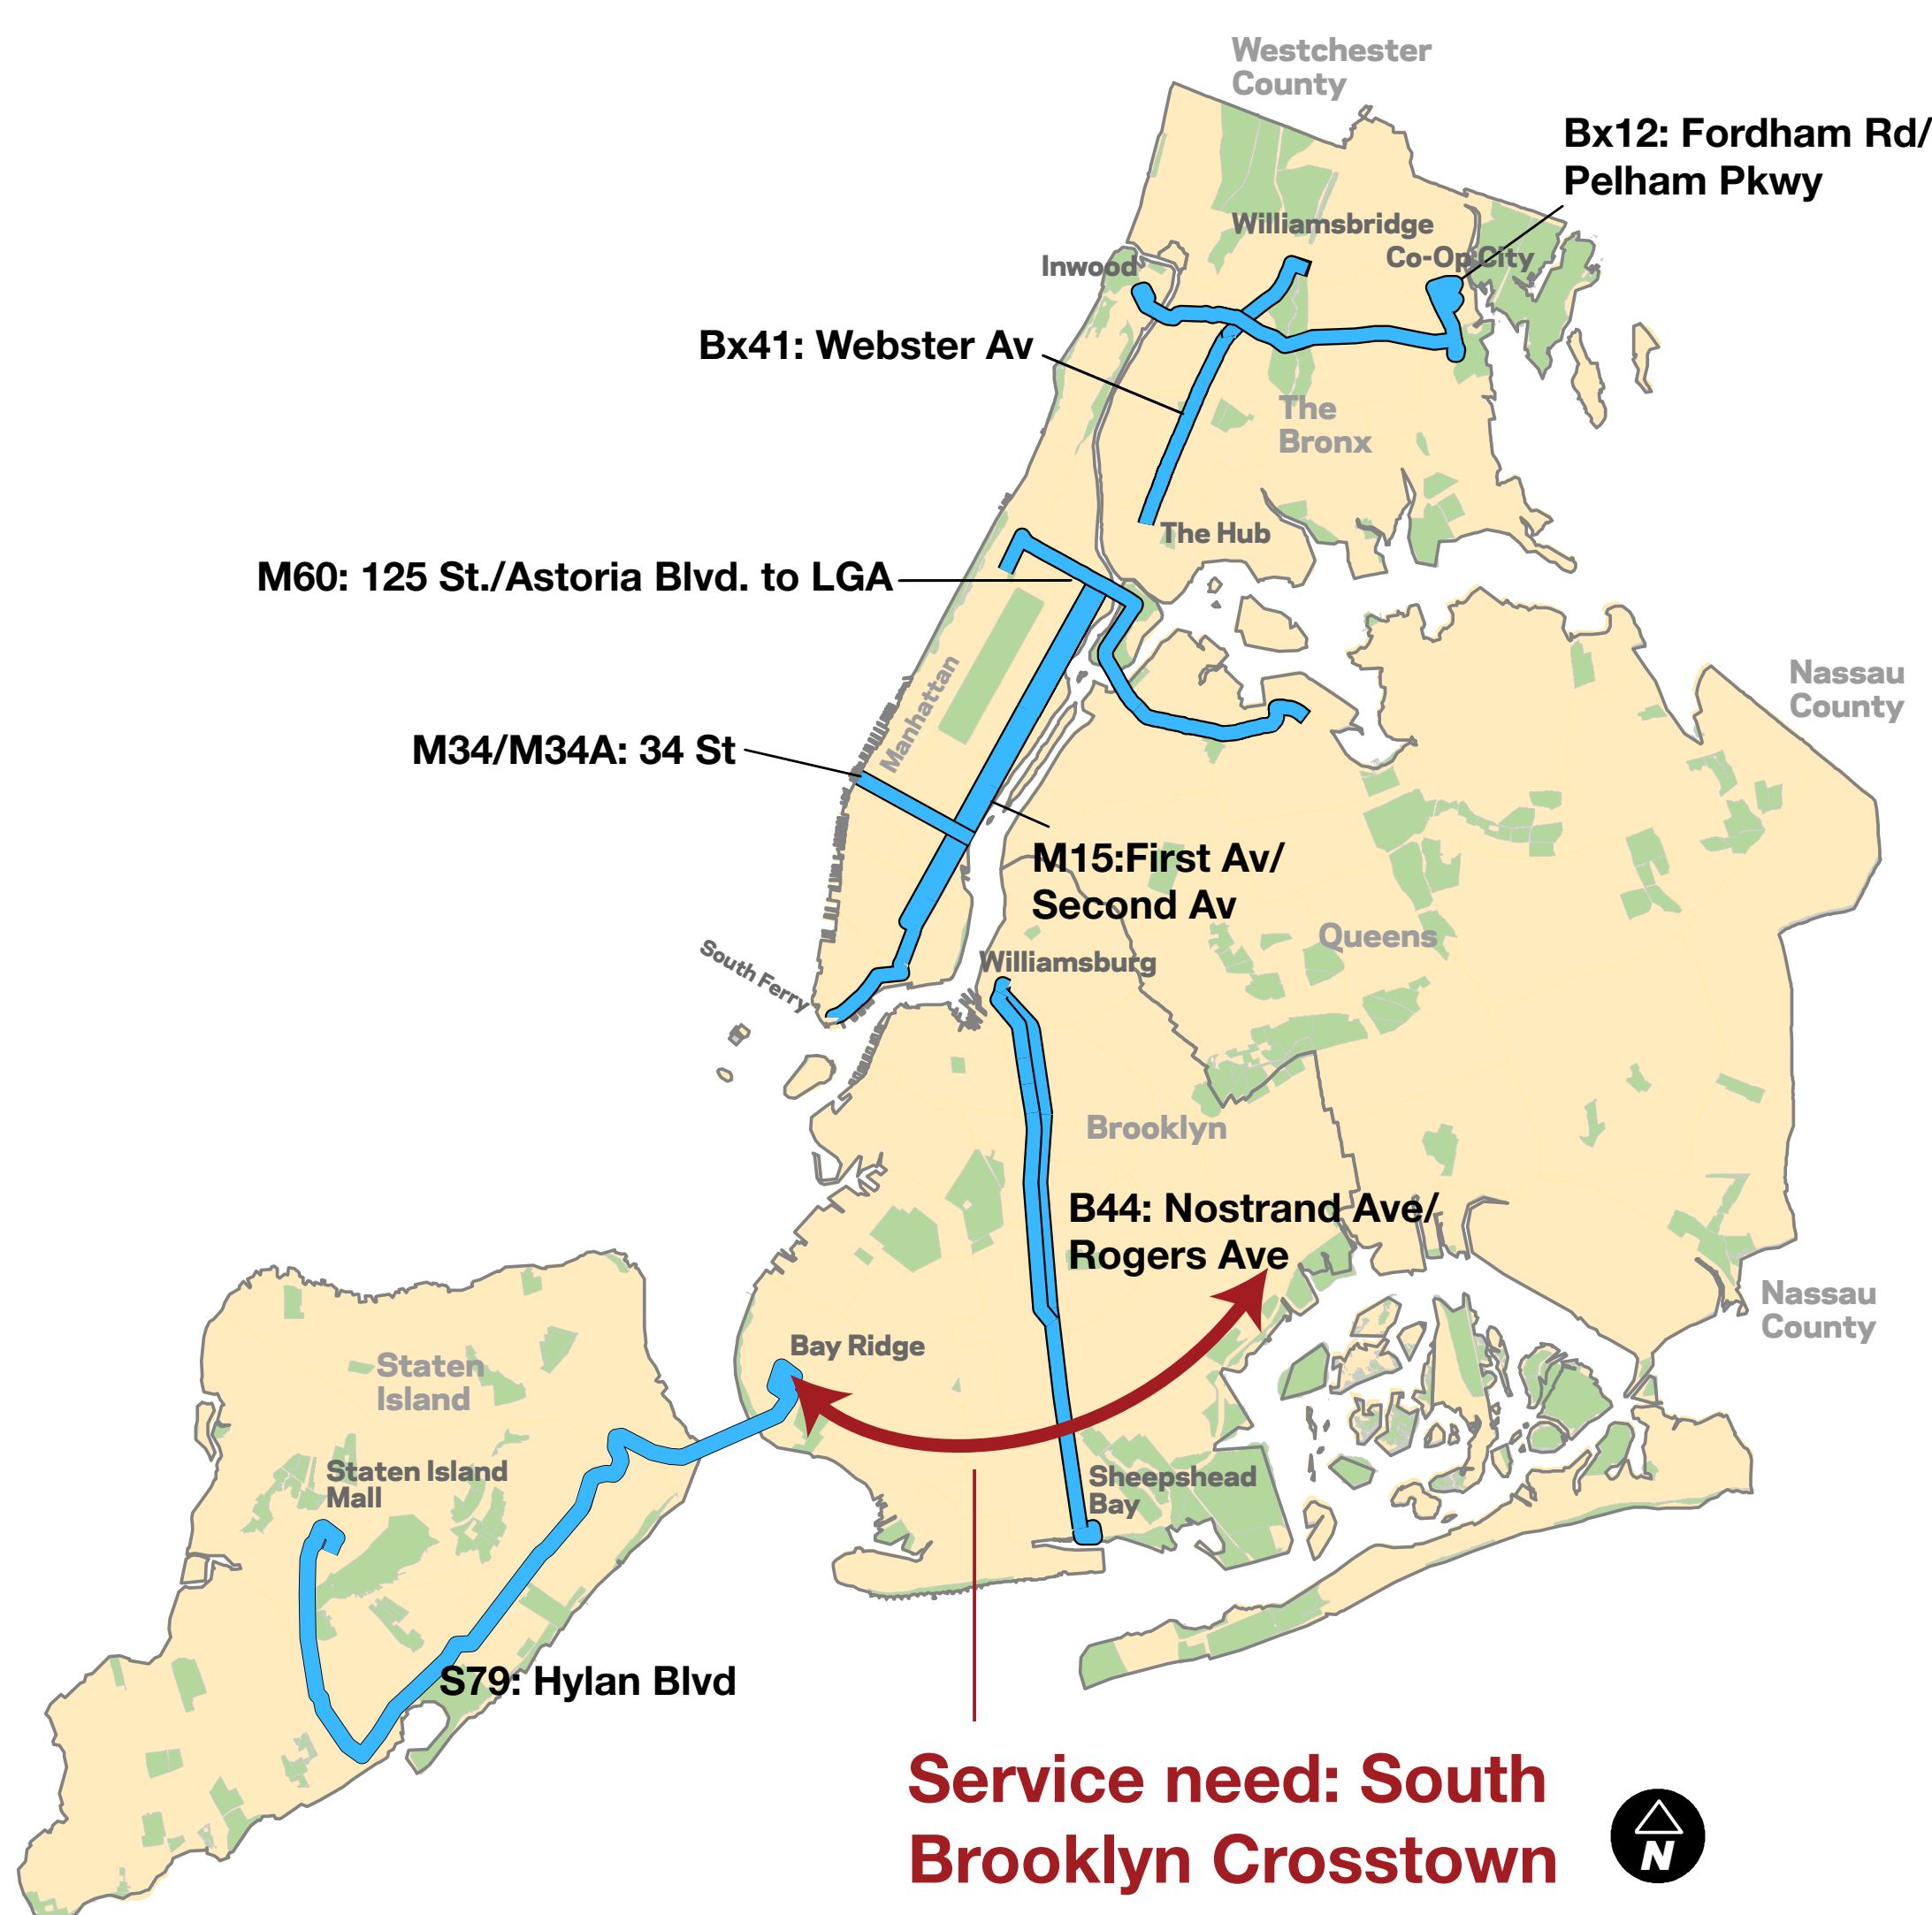 Westchester
County
Bx12: Fordham Rd/
Pelham Pkwy
Williamsbridge
Co-Op City
Inwood
Bx41: Webster Av
The
Bronx
The Hub
M60: 125 St./Astoria Blvd. to LGA
Manhattan
Nassau
County
M34/M34A: 34 St
M15:First Av/
Second Av
Queens
South Ferry
Williamsburg
Brooklyn
B44: Nostrand Ave/
Rogers Ave
Nassau
County
Bay Ridge
Staten
Island
Staten Island
Mall
Sheepshead
Bay
S79: Hylan Blvd
Service need: South
Brooklyn Crosstown
N